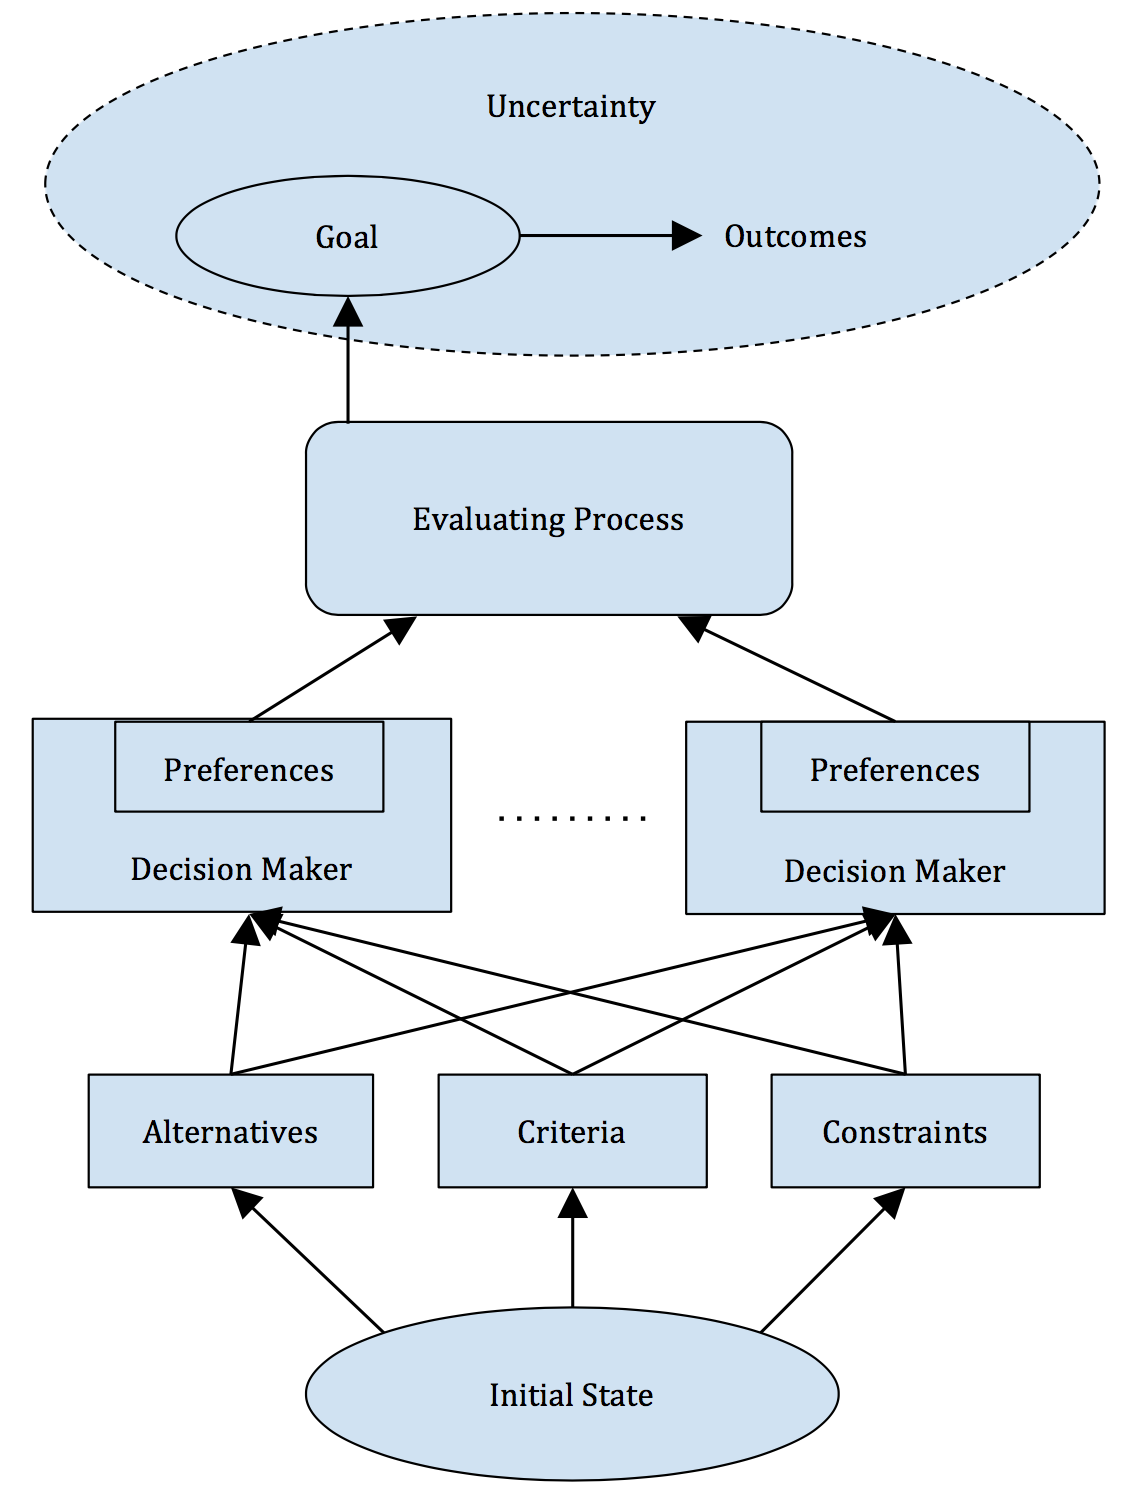 Uncertainty
Goal
Outcomes
Evaluating Process
Preferences
Preferences
.........
Decision Maker
Decision Maker
Alternatives
Criteria
Constraints
Initial State